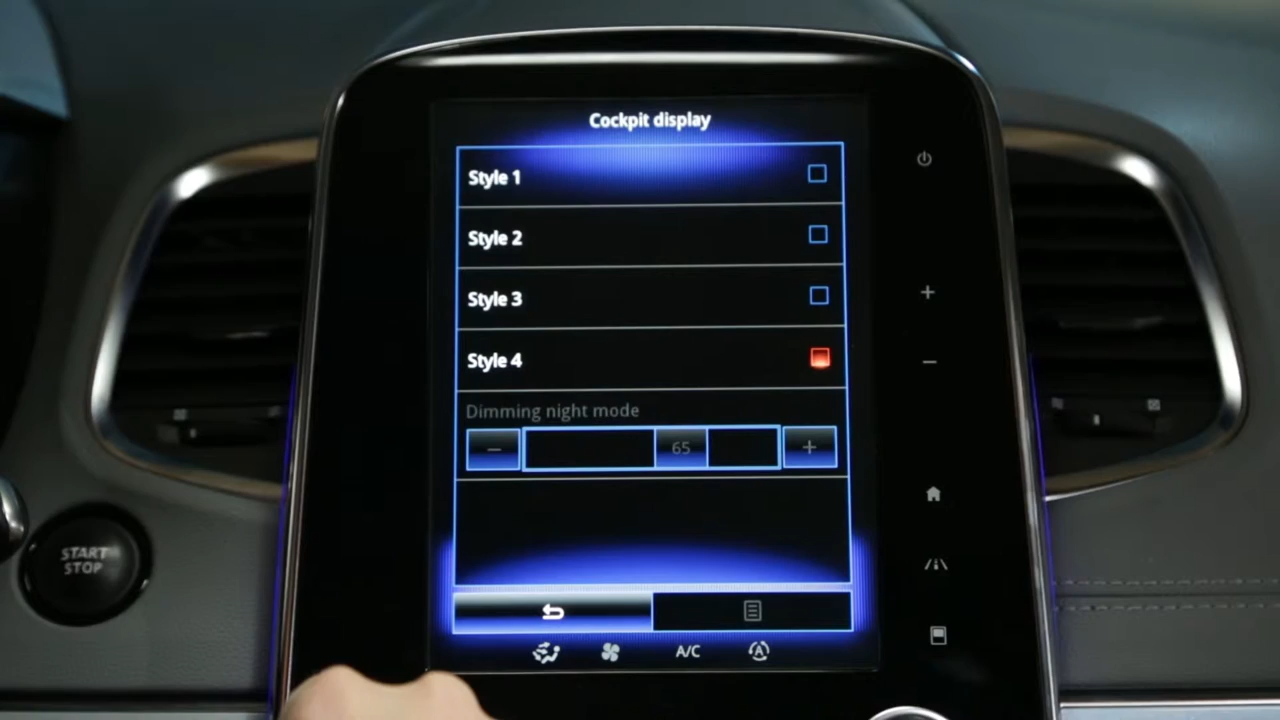 Cockpit display
Style 1
Style 2
Style 3
Style 4
Dimming night mode
− 65 +
A/C
A
START
STOP